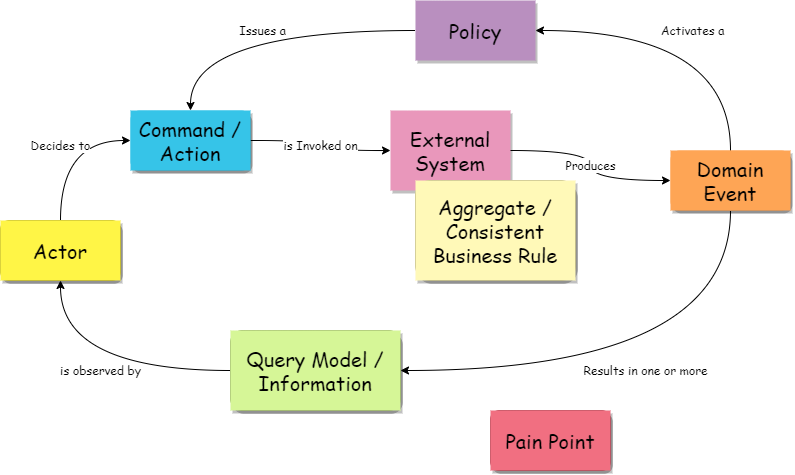 Policy
Issues a
Activates a
Command /
Action
Decides to
is Invoked on
External
System
Produces
Domain
Event
Aggregate /
Consistent
Business Rule
Actor
Query Model /
Information
is observed by
Results in one or more
Pain Point